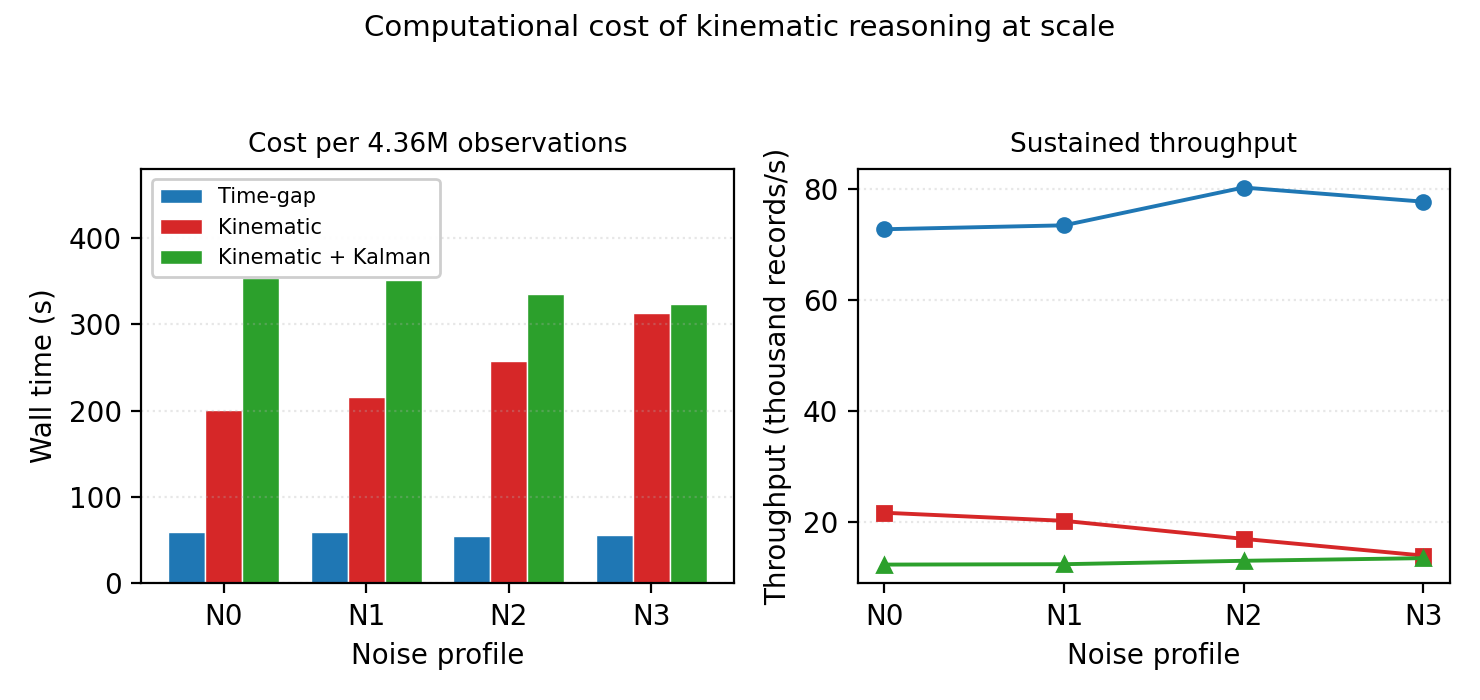 Computational cost of kinematic reasoning at scale
Cost per 4.36M observations
Time-gap
Kinematic
Kinematic + Kalman
Wall time (s)
400
300
200
100
0
N0 N1 N2 N3
Noise profile
Sustained throughput
Throughput (thousand records/s)
80
60
40
20
N0 N1 N2 N3
Noise profile